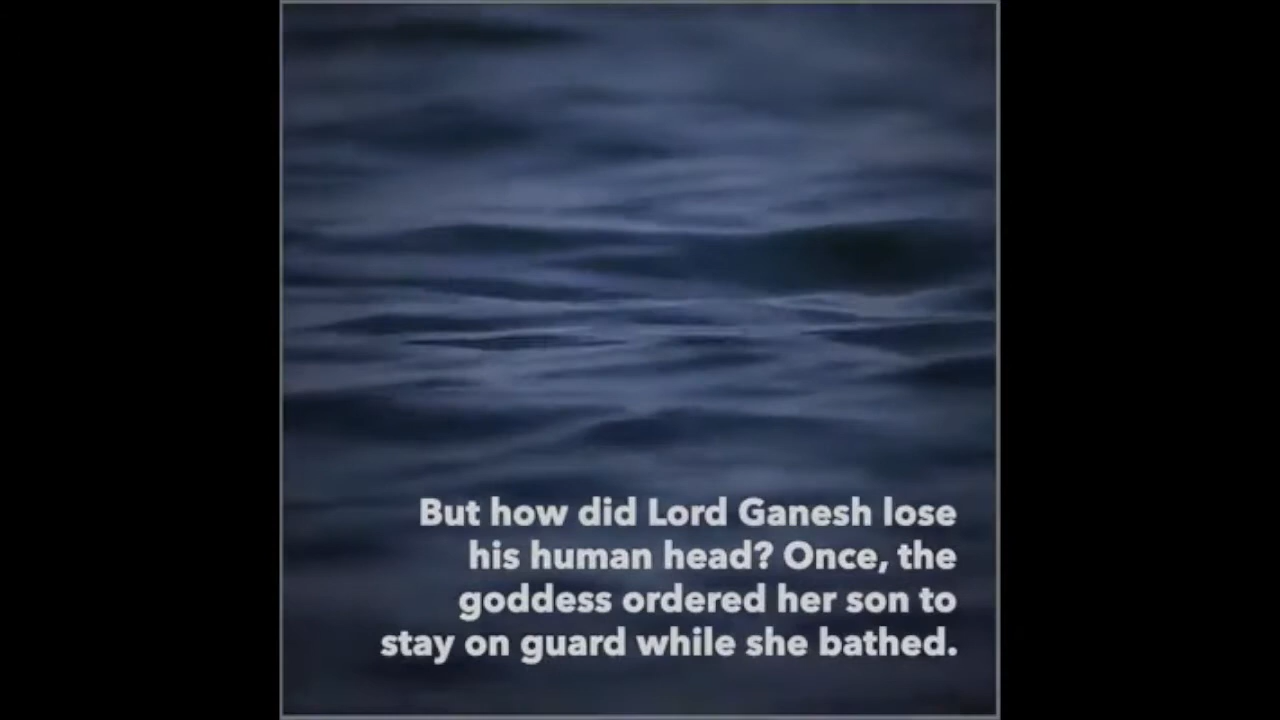 But how did Lord Ganesh lose
his human head? Once, the
goddess ordered her son to
stay on guard while she bathed.